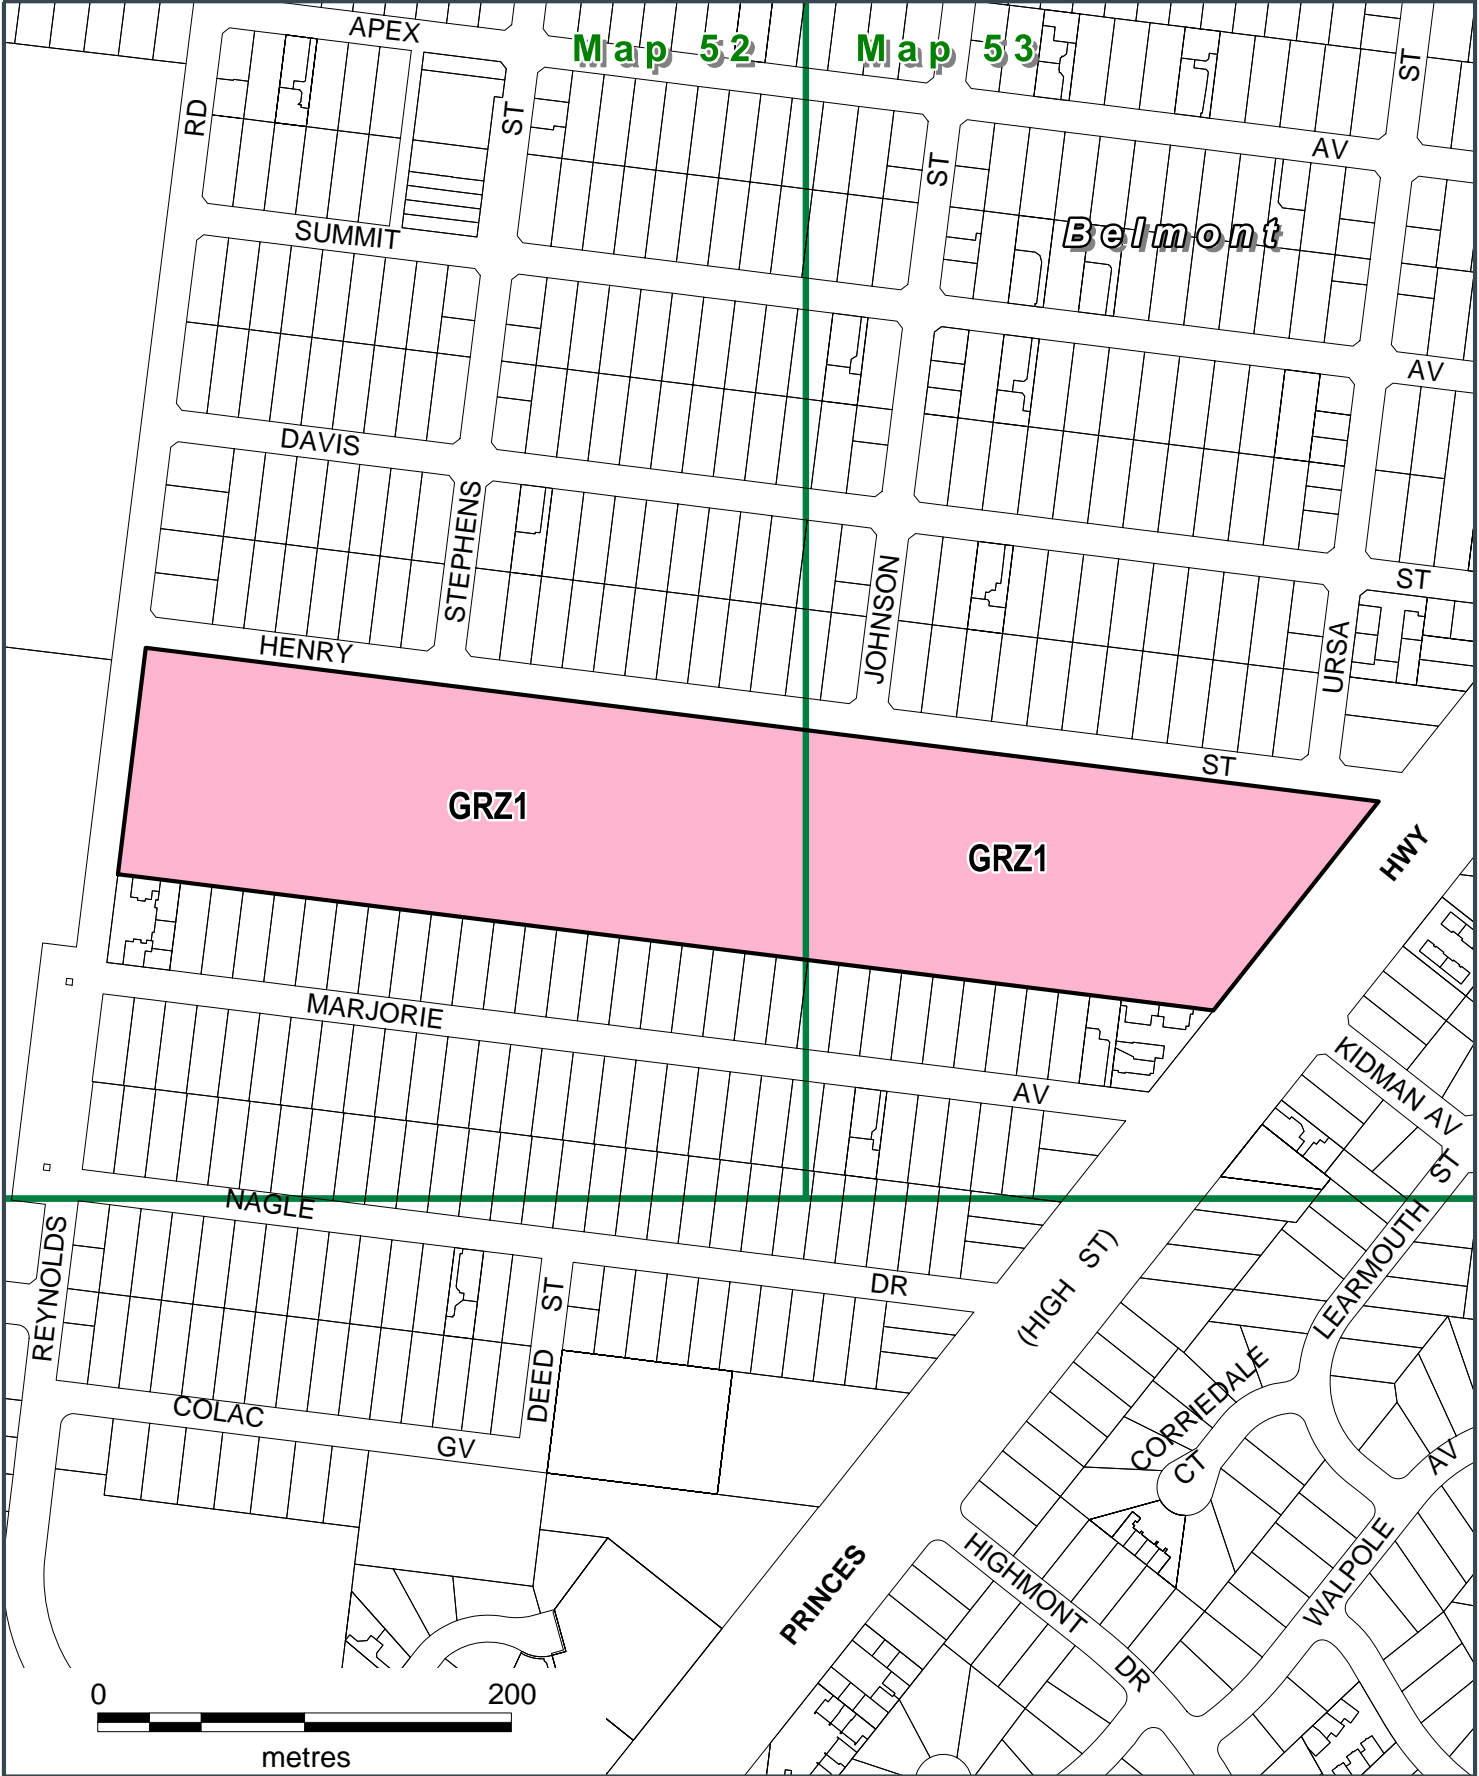 APEX
Map 52
Map 53
ST
RD
ST
ST
AV
SUMMIT
Belmont
AV
DAVIS
STEPHENS
JOHNSON
ST
URSA
HENRY
ST
GRZ1
GRZ1
HWY
MARJORIE
AV
KIDMAN AV
ST
LEARMOUTH
NAGLE
REYNOLDS
DR
(HIGH ST)
ST
DEED
COLAC
GV
CORRIEDALE
CT
AV
WALPOLE
PRINCES
HIGHMONT
DR
0
200
metres